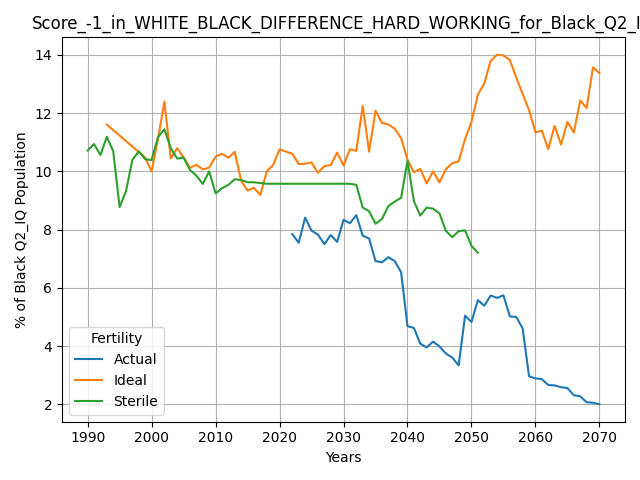 Score_-1_in_WHITE_BLACK_DIFFERENCE_HARD_WORKING_for_Black_Q2_I
% of Black Q2_IQ Population
14
12
10
8
6
4
2
Fertility
Actual
Ideal
Sterile
1990 2000 2010 2020 2030 2040 2050 2060 2070
Years